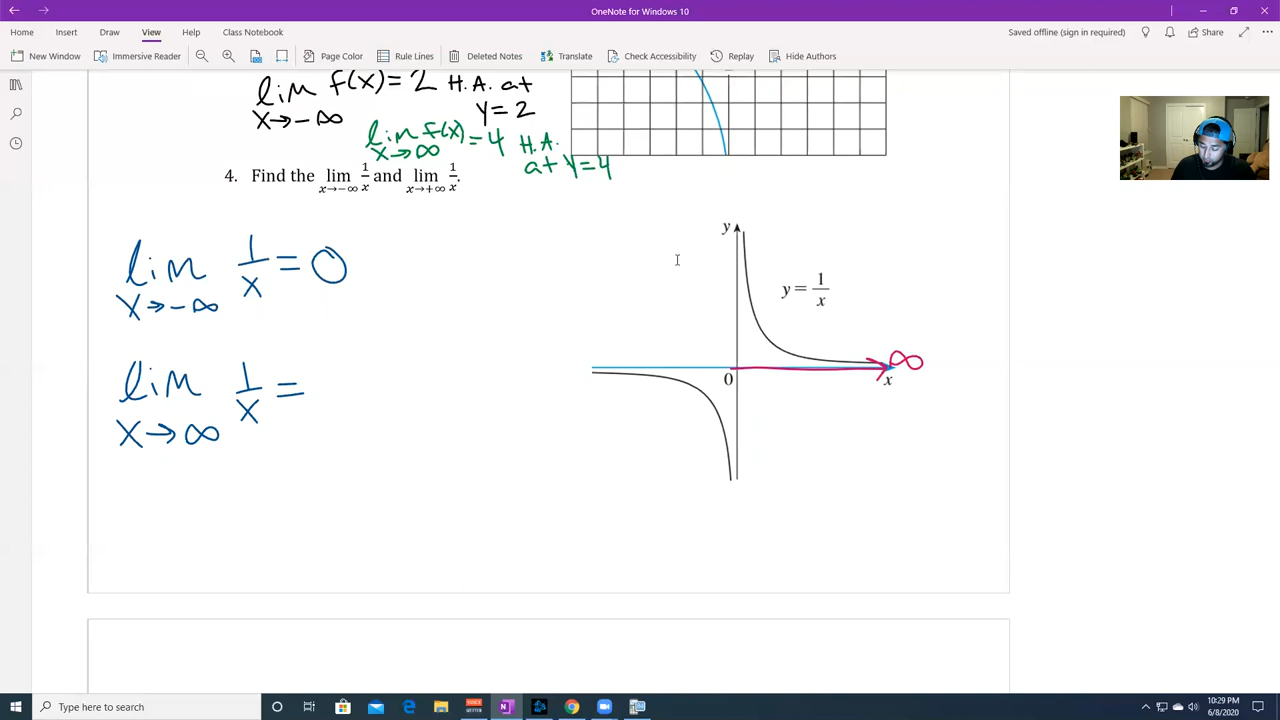 OneNote for Windows 10
Home Insert Draw View Help Class Notebook
Saved offline (sign in required) Share
New Window Immersive Reader Page Color Rule Lines Deleted Notes Translate Check Accessibility Replay Hide Authors
lim f(x) = 2 H.A. at
x→-∞ y = 2
lim f(x) = 4 H.A.
x→∞ at y=4
4. Find the lim x→−∞ 1/x and lim x→+∞ 1/x.
lim 1/x = 0
x→-∞
lim 1/x =
x→∞
y
y = 1/x
∞
0
x
Type here to search
10:29 PM
6/8/2020